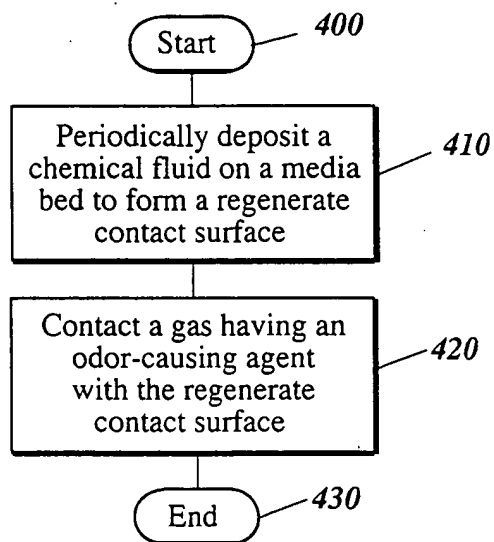 Start
400
Periodically deposit a
chemical fluid on a media
bed to form a regenerate
contact surface
410
Contact a gas having an
odor-causing agent
with the regenerate
contact surface
420
End
430